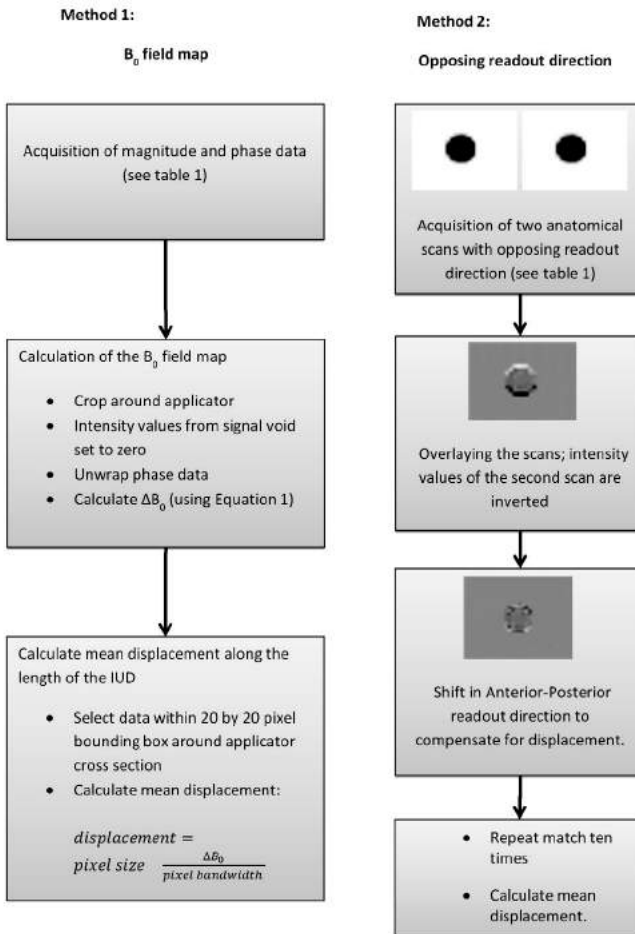 Method 1:
B₀ field map
Acquisition of magnitude and phase data
(see table 1)
Calculation of the B₀ field map
• Crop around applicator
• Intensity values from signal void
set to zero
• Unwrap phase data
• Calculate ΔB₀ (using Equation 1)
Calculate mean displacement along the
length of the IUD
• Select data within 20 by 20 pixel
bounding box around applicator
cross section
• Calculate mean displacement:
displacement =
pixel size ΔB₀ / pixel bandwidth
Method 2:
Opposing readout direction
Acquisition of two anatomical
scans with opposing readout
direction (see table 1)
Overlaying the scans; intensity
values of the second scan are
inverted
Shift in Anterior-Posterior
readout direction to
compensate for displacement.
• Repeat match ten
times
• Calculate mean
displacement.